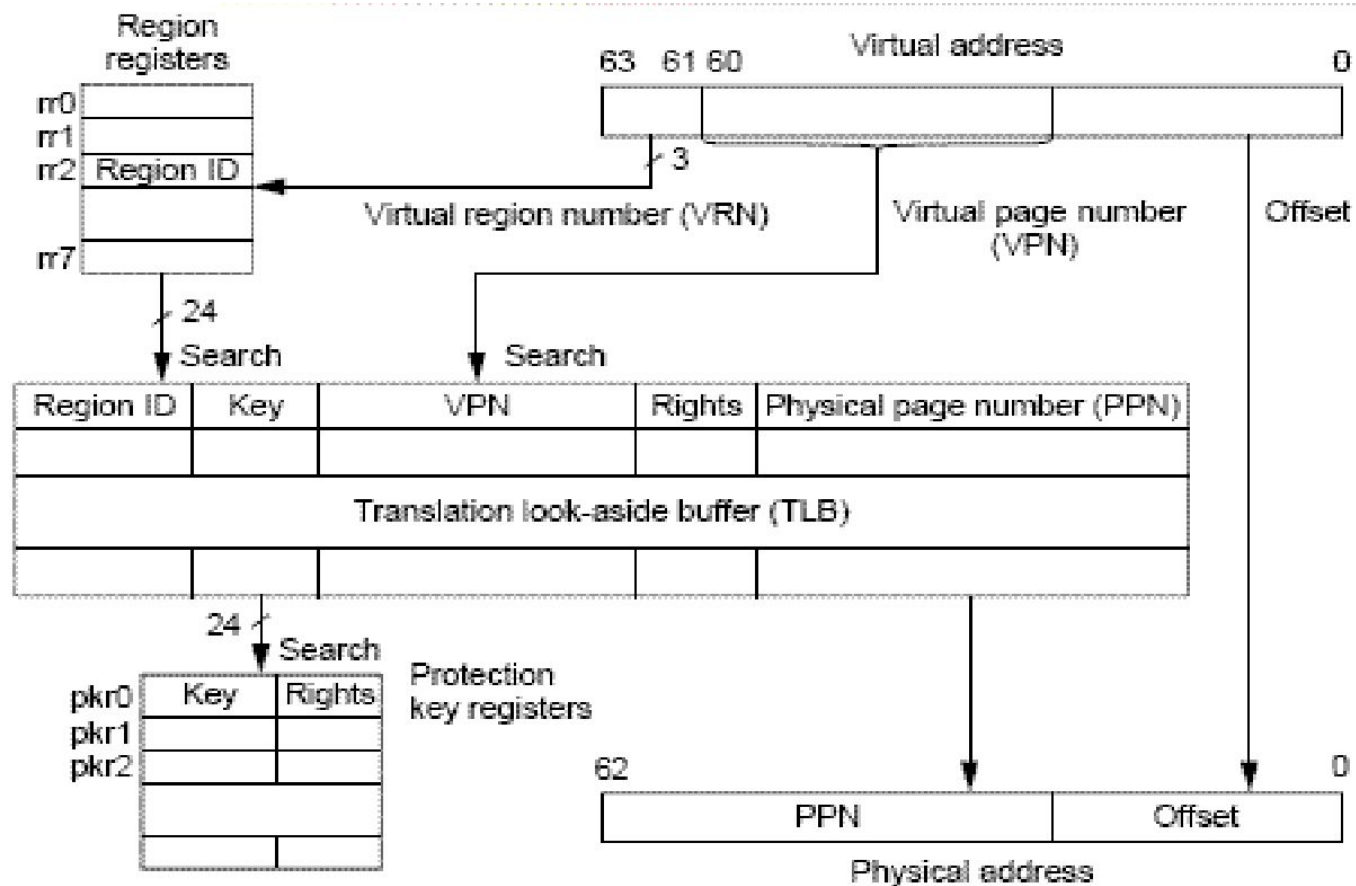 Region
registers
rr0
rr1
rr2
Region ID
rr7
Virtual address
63
61
60
0
3
Virtual region number (VRN)
Virtual page number
(VPN)
Offset
24
Search
Search
Region ID
Key
VPN
Rights
Physical page number (PPN)
Translation look-aside buffer (TLB)
24
Search
Protection
key registers
pkr0
Key
Rights
pkr1
pkr2
62
0
PPN
Offset
Physical address